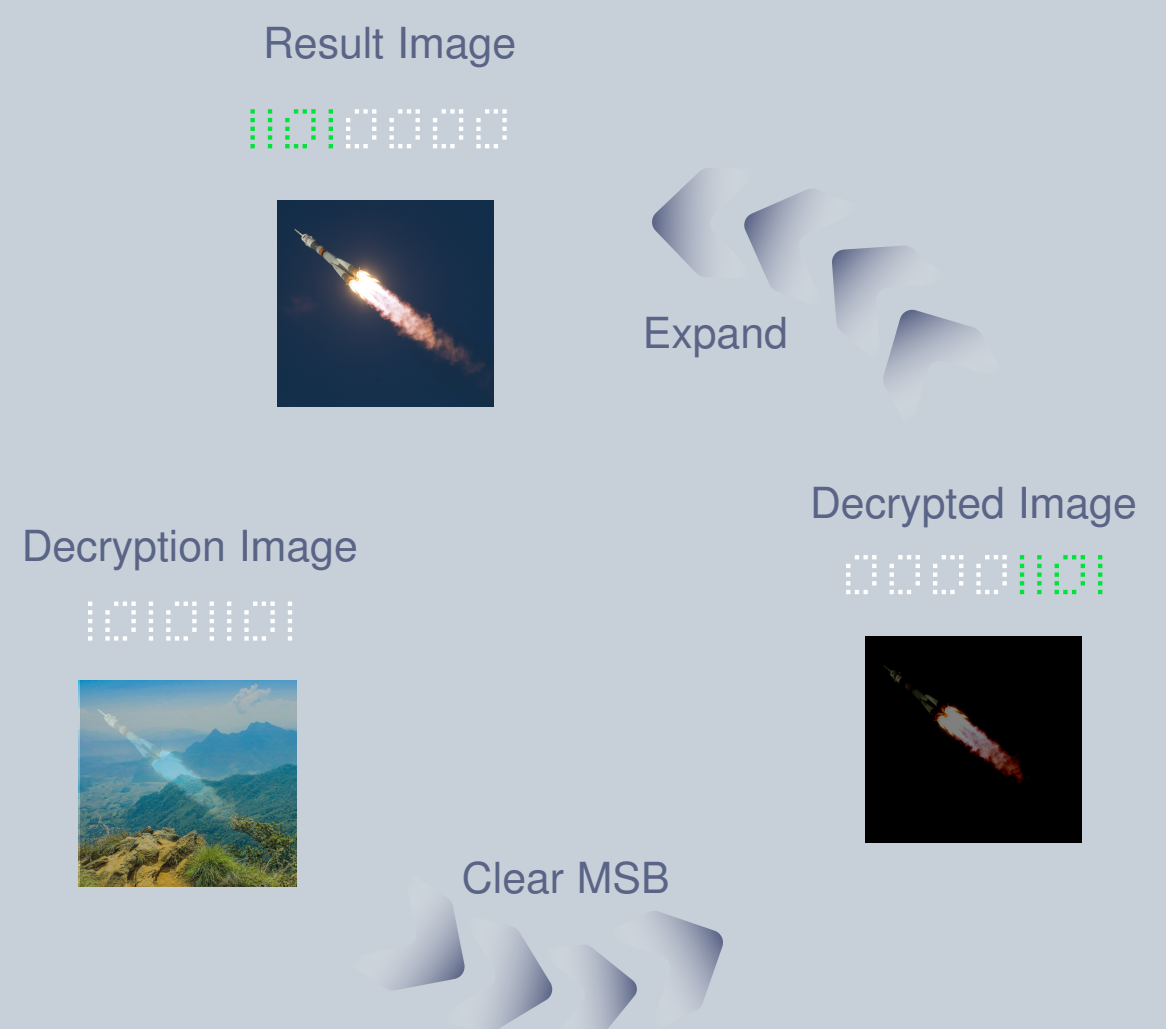 Result Image
11010000
Expand
Decrypted Image
00001101
Decryption Image
10101101
Clear MSB